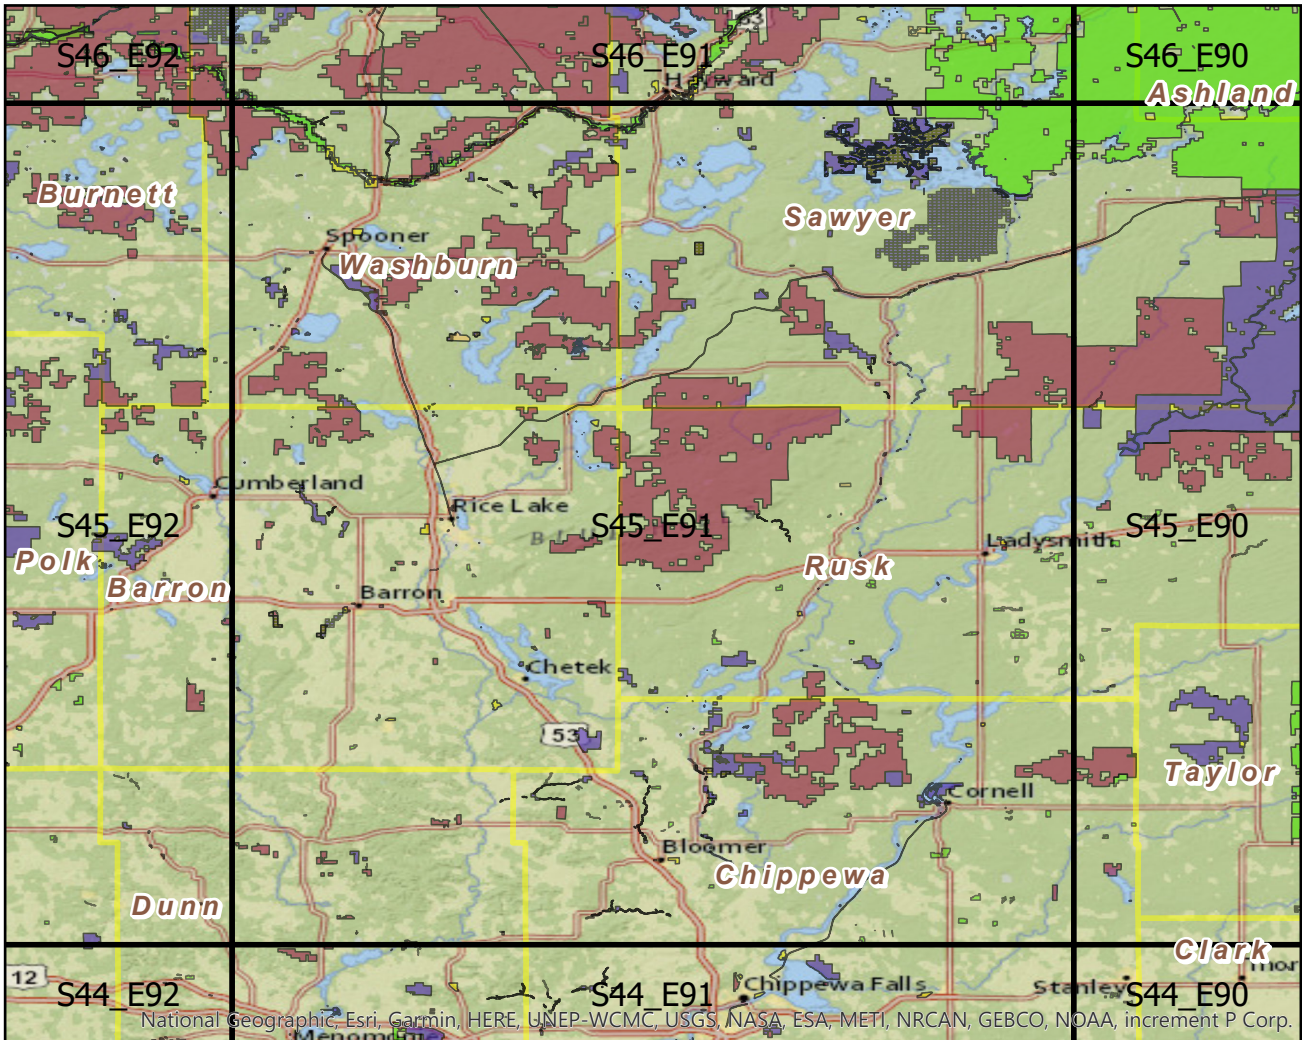 63
S46_E92
S46_E91
S46_E90
Hayward
Ashland
Burnett
Sawyer
Spooner
Washburn
Cumberland
Rice Lake
S45_E92
S45_E91
S45_E90
Ladysmith
Polk
Barron
Rusk
Barron
Chetek
53
Taylor
Cornell
Bloomer
Chippewa
Dunn
Clark
12
S44_E92
S44_E91
Chippewa Falls
Stanley
S44_E90
National Geographic, Esri, Garmin, HERE, UNEP-WCMC, USGS, NASA, ESA, METI, NRCAN, GEBCO, NOAA, increment P Corp.